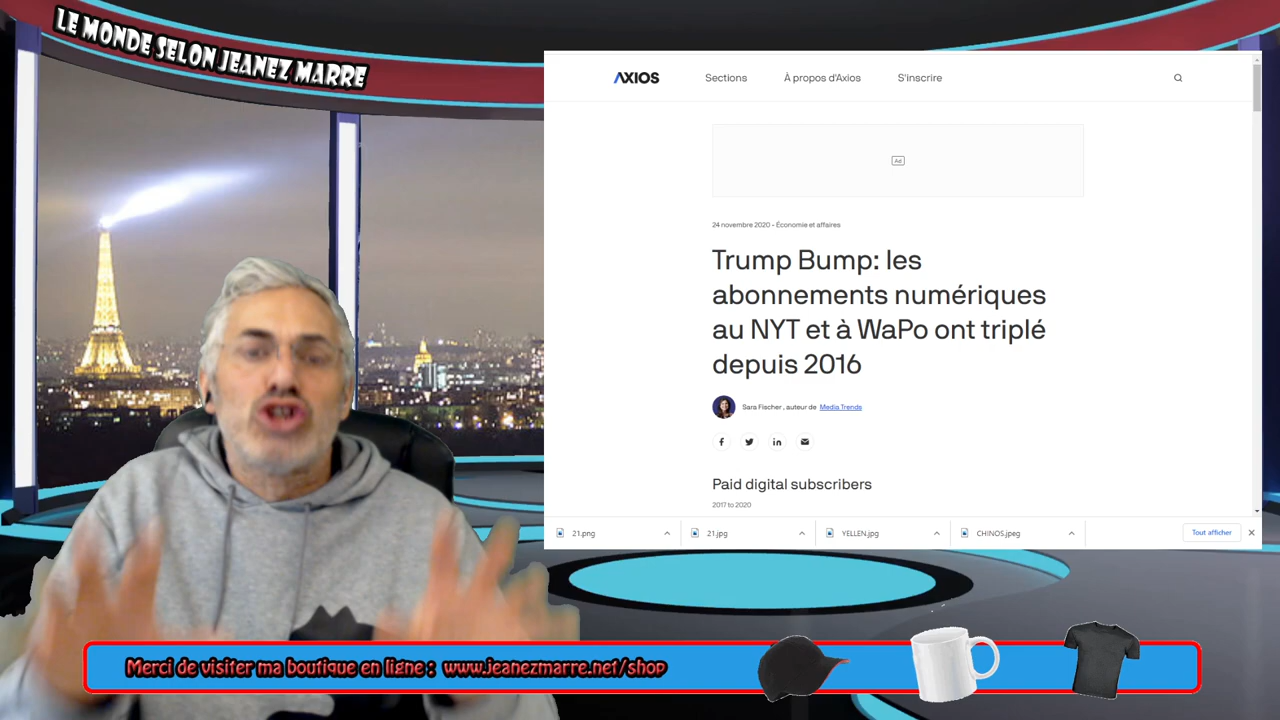 LE MONDE SELON JEANEZ MARRE
AXIOS
Sections
À propos d'Axios
S'inscrire
Ad
24 novembre 2020 - Économie et affaires
Trump Bump: les
abonnements numériques
au NYT et à WaPo ont triplé
depuis 2016
Sara Fischer , auteur de Media Trends
Paid digital subscribers
2017 to 2020
21.png
21.jpg
YELLEN.jpg
CHINOS.jpeg
Tout afficher
Merci de visiter ma boutique en ligne : www.jeanezmarre.net/shop